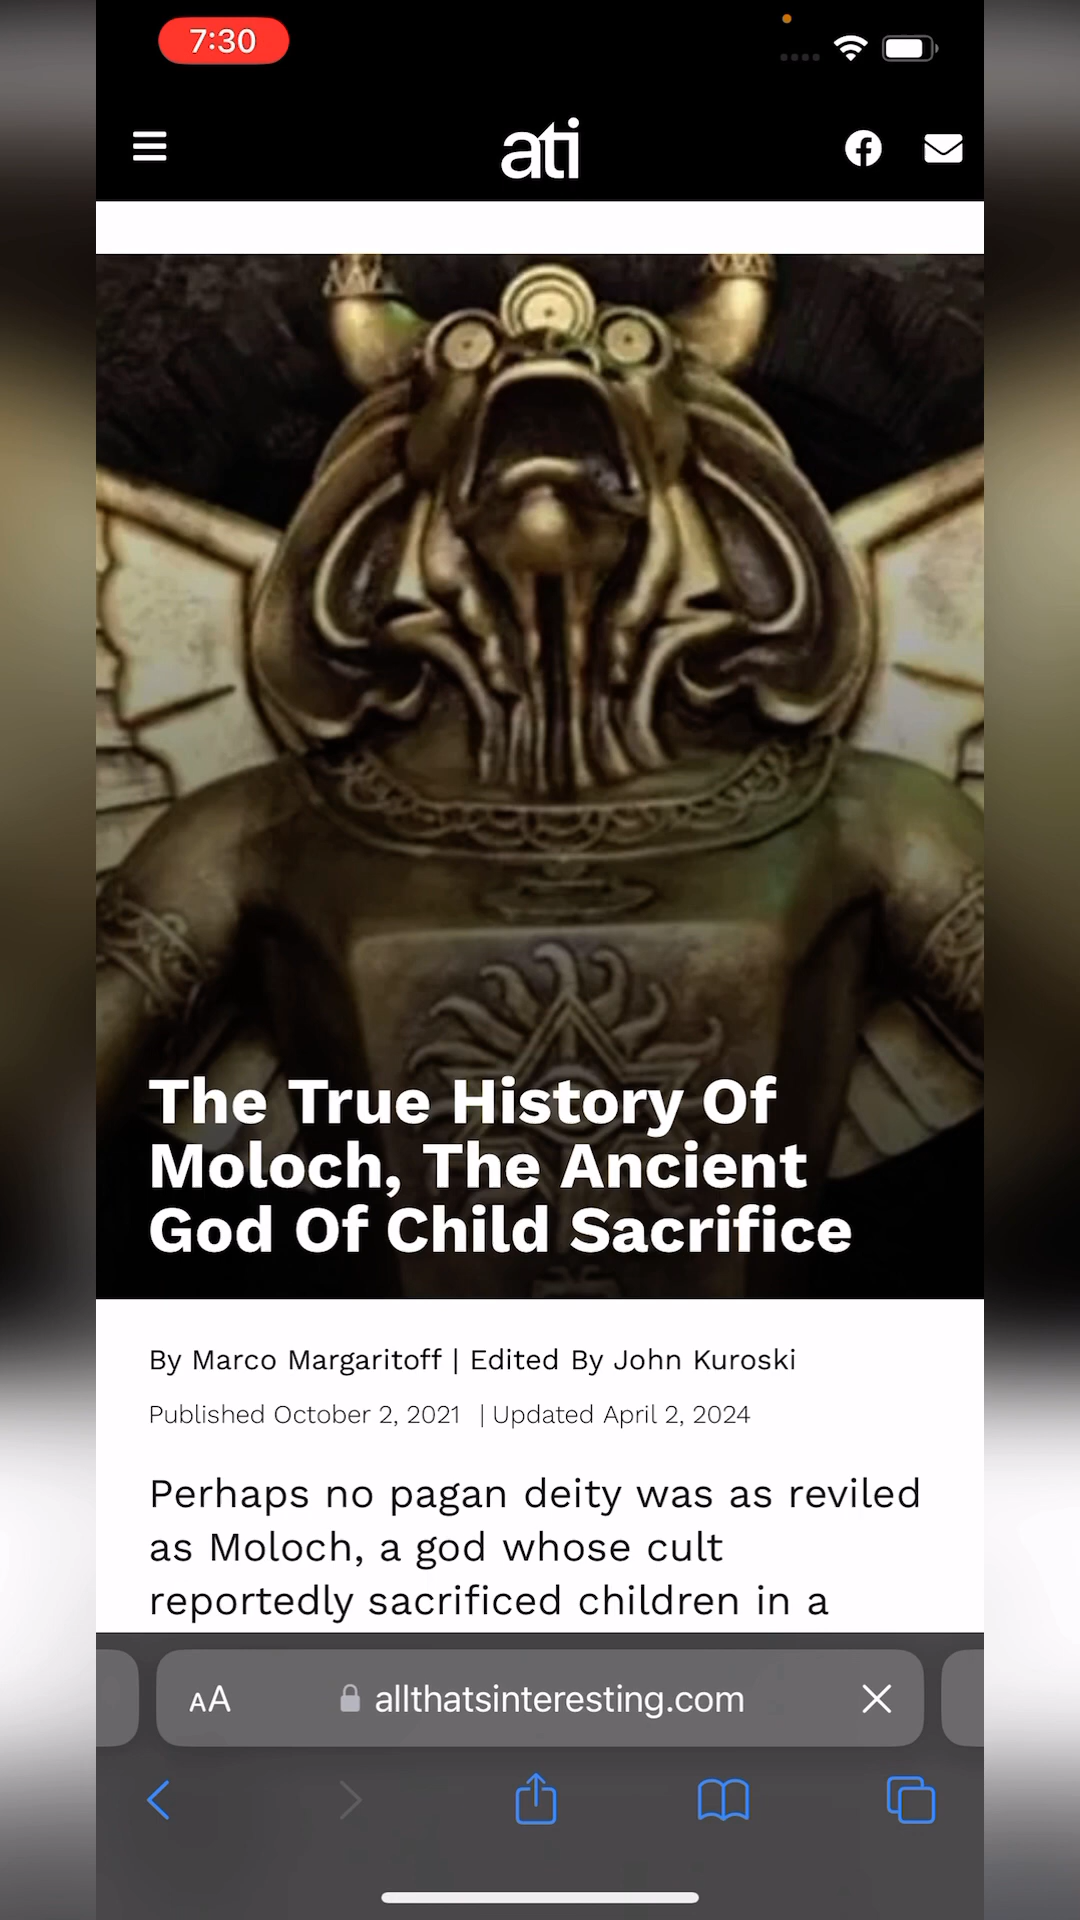 7:30
ati
The True History Of
Moloch, The Ancient
God Of Child Sacrifice
By Marco Margaritoff | Edited By John Kuroski
Published October 2, 2021 | Updated April 2, 2024
Perhaps no pagan deity was as reviled
as Moloch, a god whose cult
reportedly sacrificed children in a
AA allthatsinteresting.com